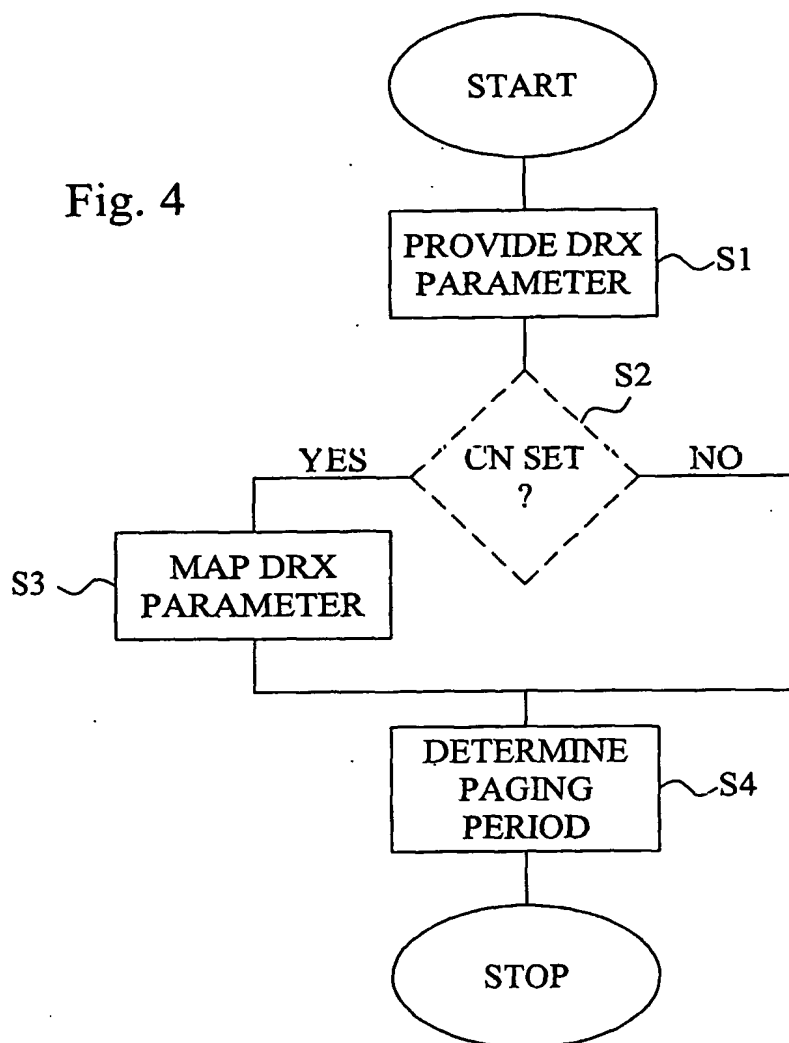 START
Fig. 4
PROVIDE DRX
PARAMETER
S1
S2
YES
CN SET
?
NO
S3
MAP DRX
PARAMETER
DETERMINE
PAGING
PERIOD
S4
STOP